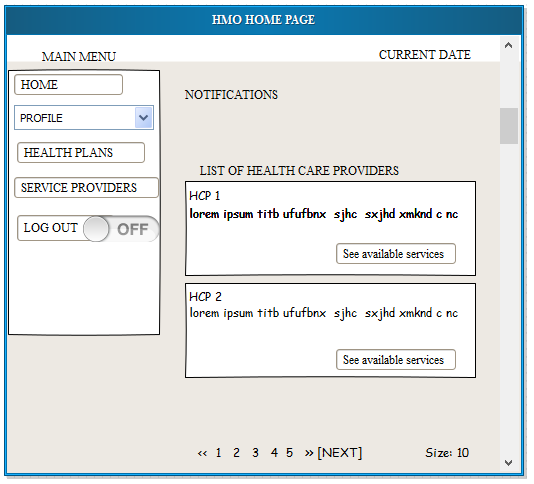 HMO HOME PAGE
MAIN MENU
CURRENT DATE
HOME
PROFILE
HEALTH PLANS
SERVICE PROVIDERS
LOG OUT OFF
NOTIFICATIONS
LIST OF HEALTH CARE PROVIDERS
HCP 1
lorem ipsum titb ufufbnx sjhc sxjhd xmknd c nc
See available services
HCP 2
lorem ipsum titb ufufbnx sjhc sxjhd xmknd c nc
See available services
<< 1 2 3 4 5 >> [NEXT] Size: 10